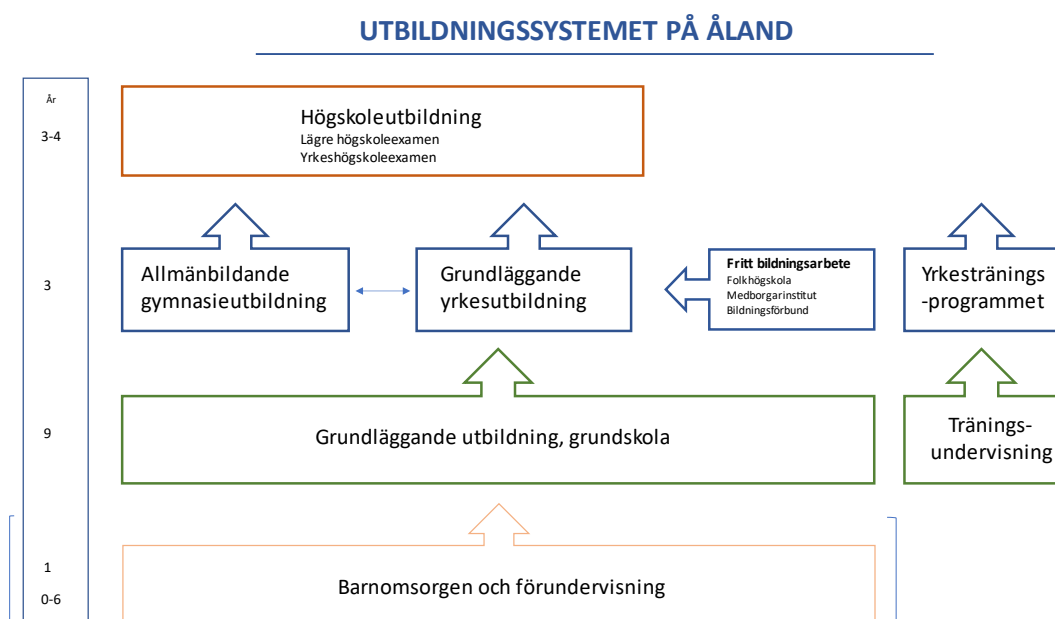 UTBILDNINGSSYSTEMET PÅ ÅLAND
År
3-4
Högskoleutbildning
Lägre högskoleexamen
Yrkeshögskoleexamen
3
Allmänbildande
gymnasieutbildning
Grundläggande
yrkesutbildning
Fritt bildningsarbete
Folkhögskola
Medborgarinstitut
Bildningsförbund
Yrkestränings
-programmet
9
Grundläggande utbildning, grundskola
Tränings-
undervisning
1
0-6
Barnomsorgen och förundervisning